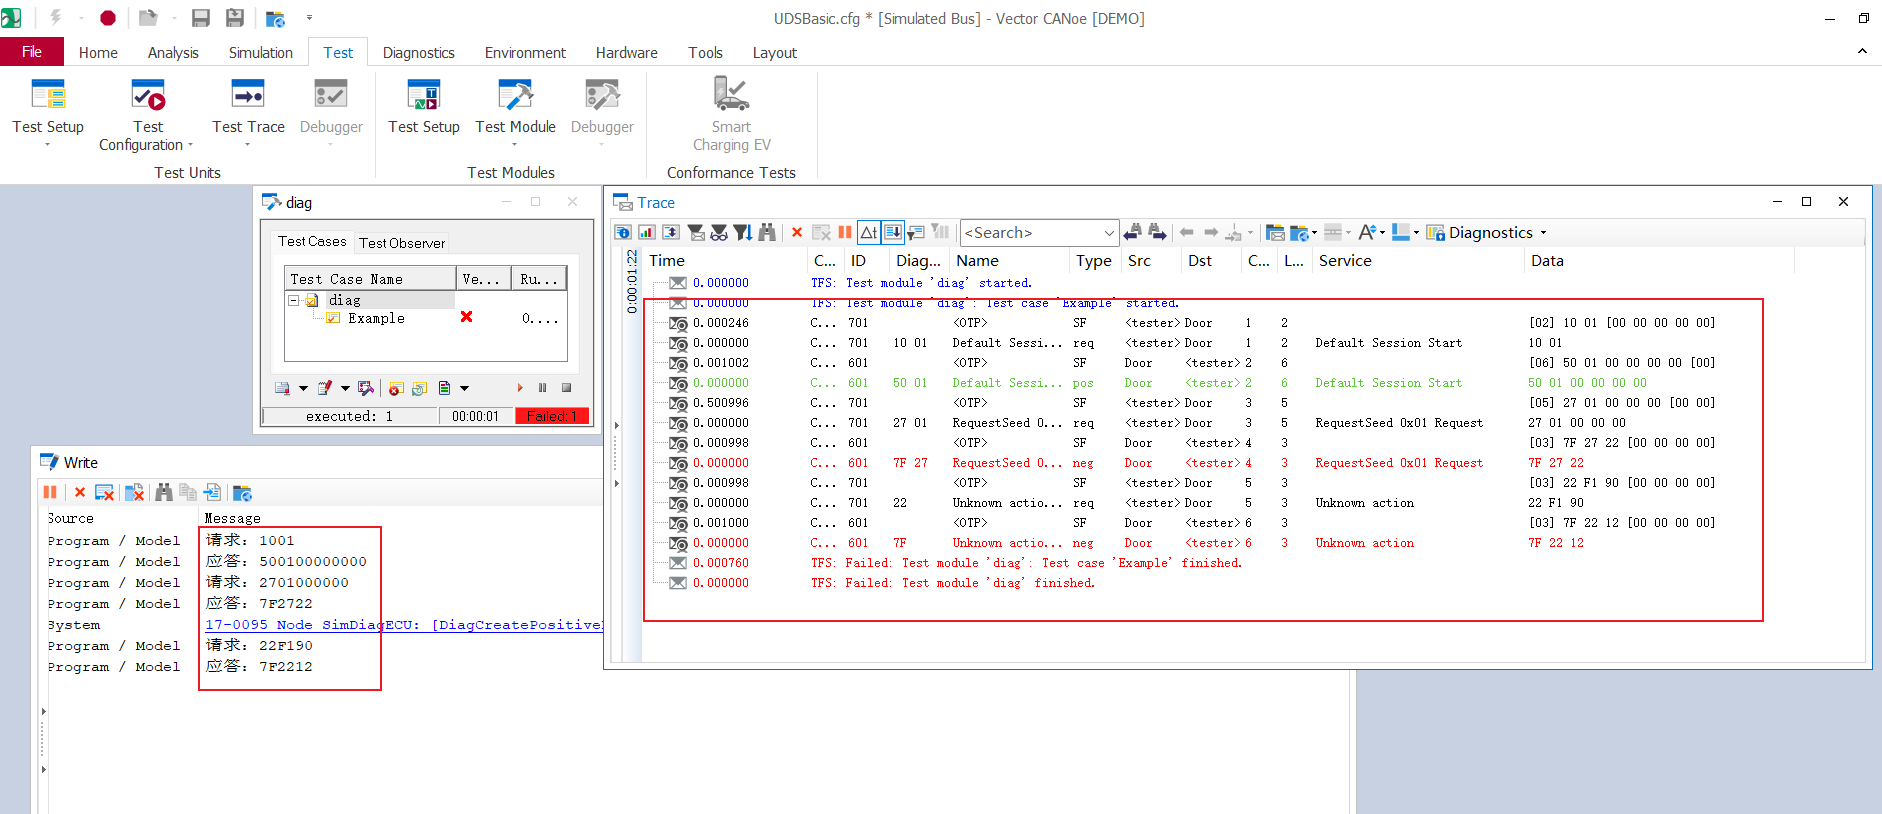 UDSBasic.cfg * [Simulated Bus] - Vector CANoe [DEMO]
File Home Analysis Simulation Test Diagnostics Environment Hardware Tools Layout
Test Setup Test Configuration Test Trace Debugger Test Setup Test Module Debugger Smart Charging EV
Test Units Test Modules Conformance Tests
diag
Test Cases Test Observer
Test Case Name Ve... Ru...
diag
Example 0....
executed: 1 00:00:01 Failed: 1
Write
Source Message
Program / Model 请求: 1001
Program / Model 应答: 500100000000
Program / Model 请求: 2701000000
Program / Model 应答: 7F2722
System 17-0095 Node SimDiagECU: [DiagCreatePositive
Program / Model 请求: 22F190
Program / Model 应答: 7F2212
Trace
<Search> Diagnostics
0:00:01:22
Time C... ID Diag... Name Type Src Dst C... L... Service Data
0.000000 TFS: Test module 'diag' started.
0.000000 TFS: Test module 'diag': Test case 'Example' started.
0.000246 C... 701 <OTP> SF <tester> Door 1 2 [02] 10 01 [00 00 00 00 00]
0.000000 C... 701 10 01 Default Sessi... req <tester> Door 1 2 Default Session Start 10 01
0.001002 C... 601 <OTP> SF Door <tester> 2 6 [06] 50 01 00 00 00 00 [00]
0.000000 C... 601 50 01 Default Sessi... pos Door <tester> 2 6 Default Session Start 50 01 00 00 00 00
0.500996 C... 701 <OTP> SF <tester> Door 3 5 [05] 27 01 00 00 00 [00 00]
0.000000 C... 701 27 01 RequestSeed 0... req <tester> Door 3 5 RequestSeed 0x01 Request 27 01 00 00 00
0.000998 C... 601 <OTP> SF Door <tester> 4 3 [03] 7F 27 22 [00 00 00 00]
0.000000 C... 601 7F 27 RequestSeed 0... neg Door <tester> 4 3 RequestSeed 0x01 Request 7F 27 22
0.000998 C... 701 <OTP> SF <tester> Door 5 3 [03] 22 F1 90 [00 00 00 00]
0.000000 C... 701 22 Unknown actio... req <tester> Door 5 3 Unknown action 22 F1 90
0.001000 C... 601 <OTP> SF Door <tester> 6 3 [03] 7F 22 12 [00 00 00 00]
0.000000 C... 601 7F Unknown actio... neg Door <tester> 6 3 Unknown action 7F 22 12
0.000760 TFS: Failed: Test module 'diag': Test case 'Example' finished.
0.000000 TFS: Failed: Test module 'diag' finished.